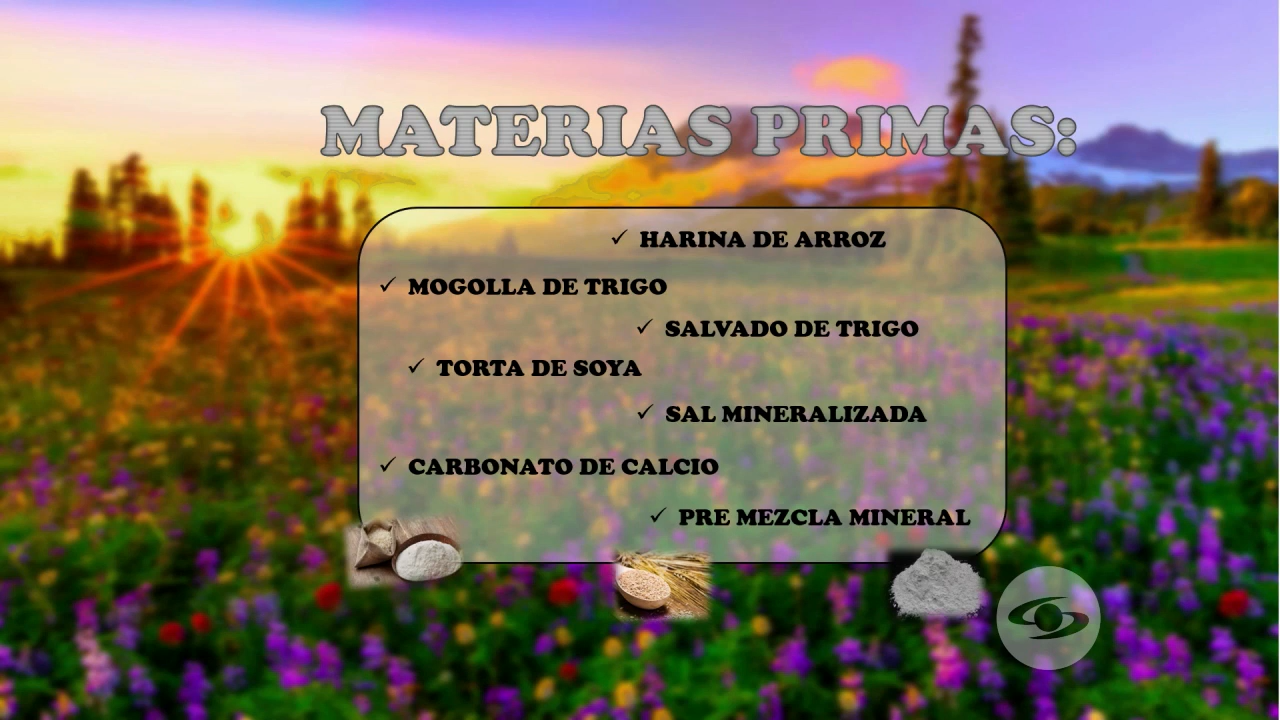 MATERIAS PRIMAS:
✓ HARINA DE ARROZ
✓ MOGOLLA DE TRIGO
✓ SALVADO DE TRIGO
✓ TORTA DE SOYA
✓ SAL MINERALIZADA
✓ CARBONATO DE CALCIO
✓ PRE MEZCLA MINERAL